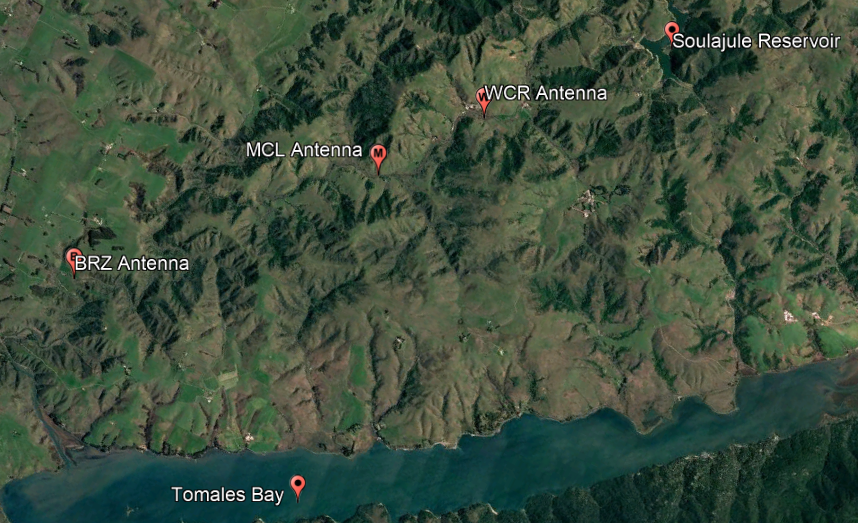 Soulajule Reservoir
W
WCR Antenna
MCL Antenna
M
B
BRZ Antenna
Tomales Bay